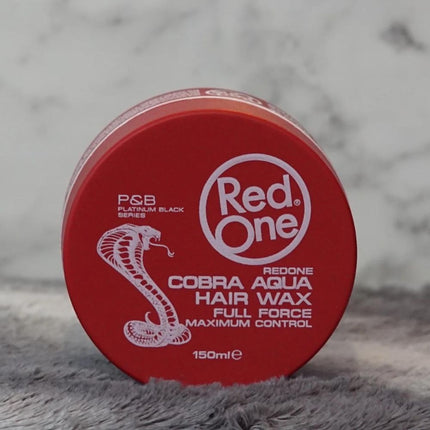 P&B
PLATINUM BLACK
SERIES
Red®
One
REDONE
COBRA AQUA
HAIR WAX
FULL FORCE
MAXIMUM CONTROL
150ml℮